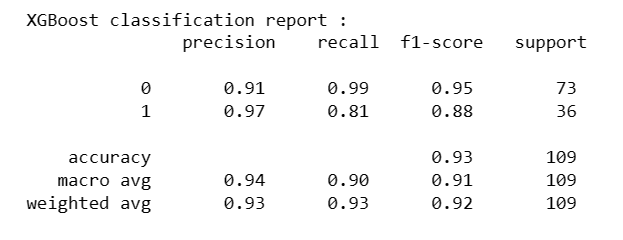 XGBoost classification report :
precision recall f1-score support
0 0.91 0.99 0.95 73
1 0.97 0.81 0.88 36
accuracy 0.93 109
macro avg 0.94 0.90 0.91 109
weighted avg 0.93 0.93 0.92 109